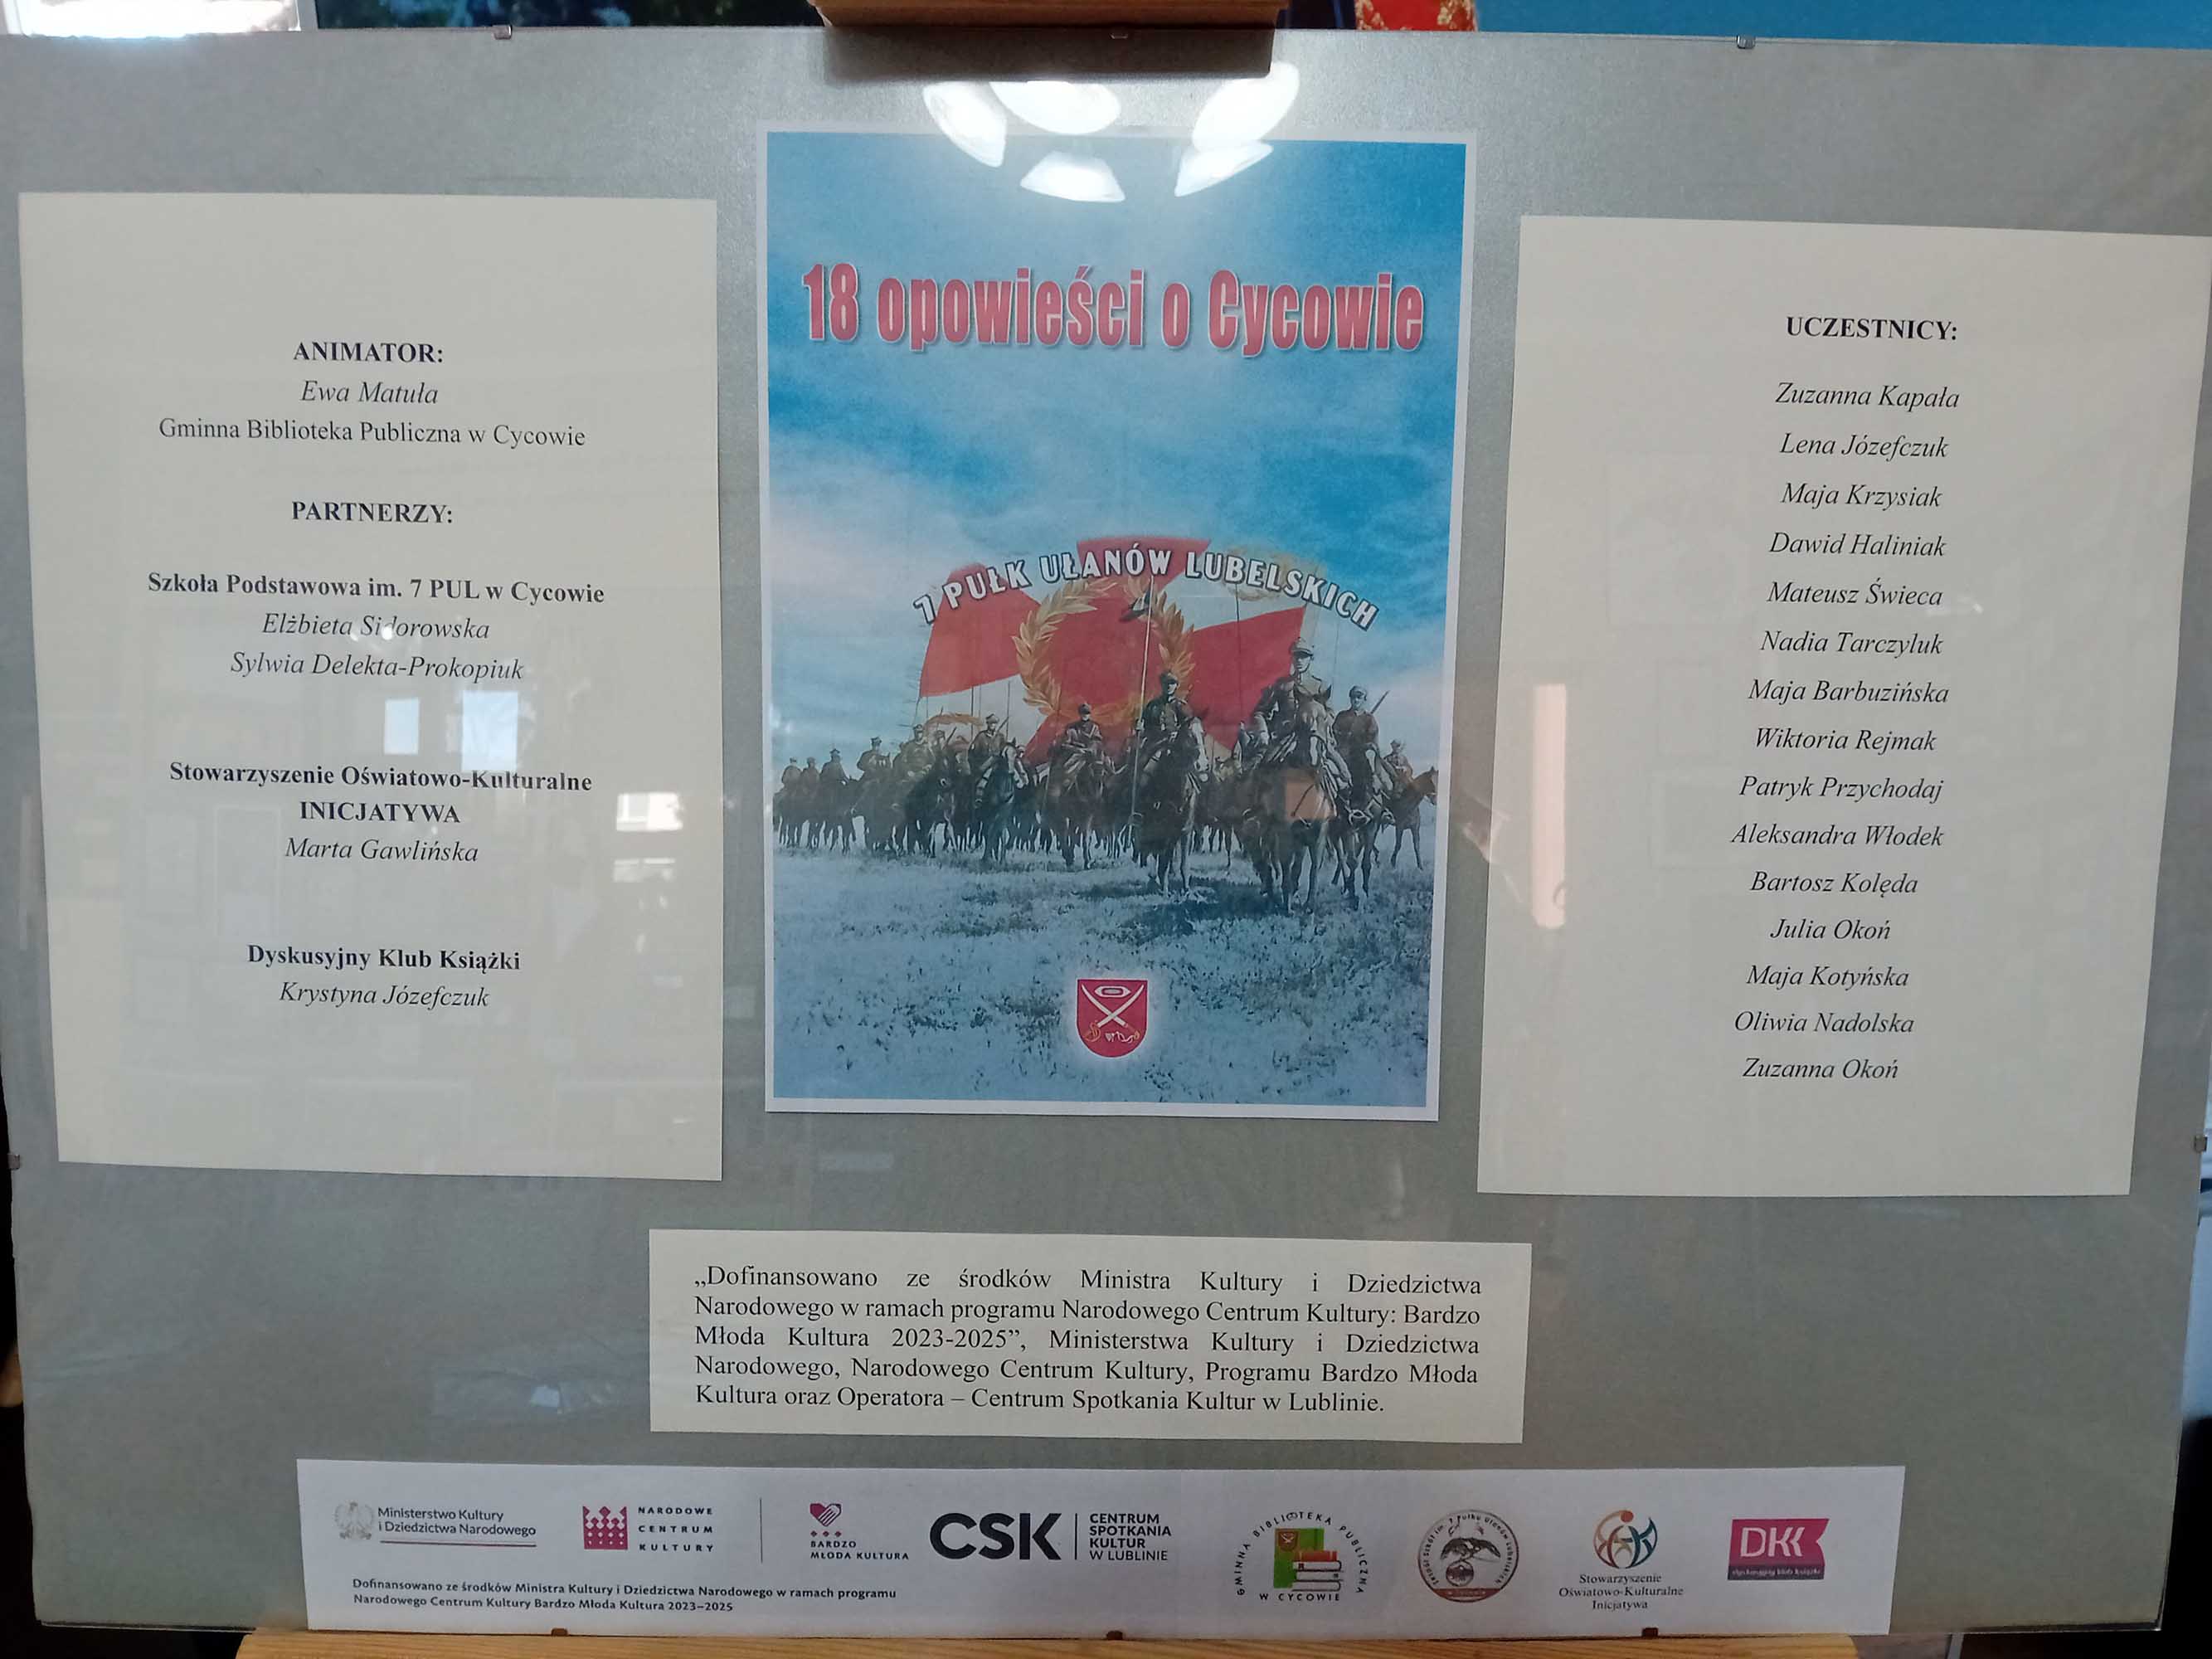 ANIMATOR:
Ewa Matuła
Gminna Biblioteka Publiczna w Cycowie
PARTNERZY:
Szkoła Podstawowa im. 7 PUL w Cycowie
Elżbieta Sidorowska
Sylwia Delekta-Prokopiuk
Stowarzyszenie Oświatowo-Kulturalne
INICJATYWA
Marta Gawlińska
Dyskusyjny Klub Książki
Krystyna Józefczuk
18 opowieści o Cycowie
7 PUŁK UŁANÓW LUBELSKICH
UCZESTNICY:
Zuzanna Kapała
Lena Józefczuk
Maja Krzysiak
Dawid Haliniak
Mateusz Święca
Nadia Tarczyluk
Maja Barbuzińska
Wiktoria Rejmak
Patryk Przychodaj
Aleksandra Włodek
Bartosz Kolęda
Julia Okoń
Maja Kotyńska
Oliwia Nadolska
Zuzanna Okoń
„Dofinansowano ze środków Ministra Kultury i Dziedzictwa
Narodowego w ramach programu Narodowego Centrum Kultury: Bardzo
Młoda Kultura 2023-2025”, Ministerstwa Kultury i Dziedzictwa
Narodowego, Narodowego Centrum Kultury, Programu Bardzo Młoda
Kultura oraz Operatora – Centrum Spotkania Kultur w Lublinie.
Ministerstwo Kultury
i Dziedzictwa Narodowego
NARODOWE
CENTRUM
KULTURY
BARDZO
MŁODA KULTURA
CSK
CENTRUM
SPOTKANIA
KULTUR
W LUBLINIE
GMINNA BIBLIOTEKA PUBLICZNA
W CYCOWIE
Stowarzyszenie
Oświatowo-Kulturalne
Inicjatywa
DKK
dyskusyjny klub książki
Dofinansowano ze środków Ministra Kultury i Dziedzictwa Narodowego w ramach programu
Narodowego Centrum Kultury Bardzo Młoda Kultura 2023–2025